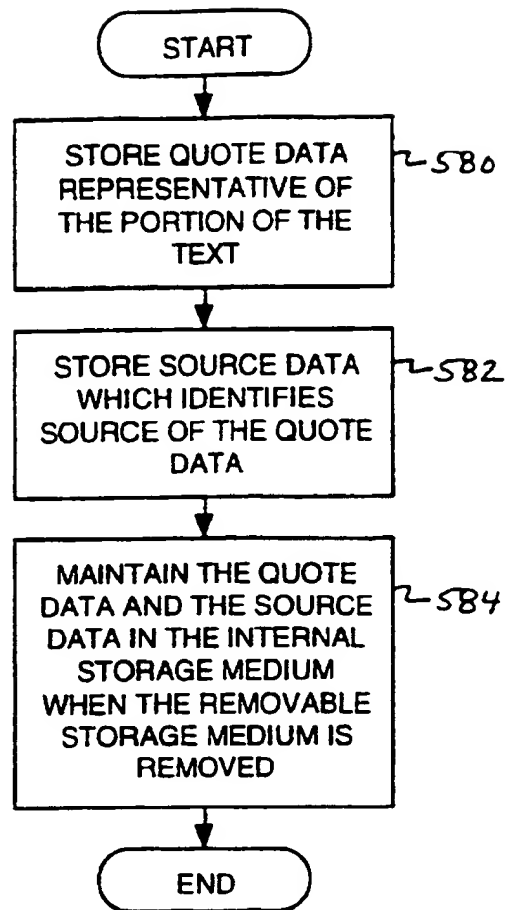 START
STORE QUOTE DATA
REPRESENTATIVE OF
THE PORTION OF THE
TEXT
580
STORE SOURCE DATA
WHICH IDENTIFIES
SOURCE OF THE QUOTE
DATA
582
MAINTAIN THE QUOTE
DATA AND THE SOURCE
DATA IN THE INTERNAL
STORAGE MEDIUM
WHEN THE REMOVABLE
STORAGE MEDIUM IS
REMOVED
584
END